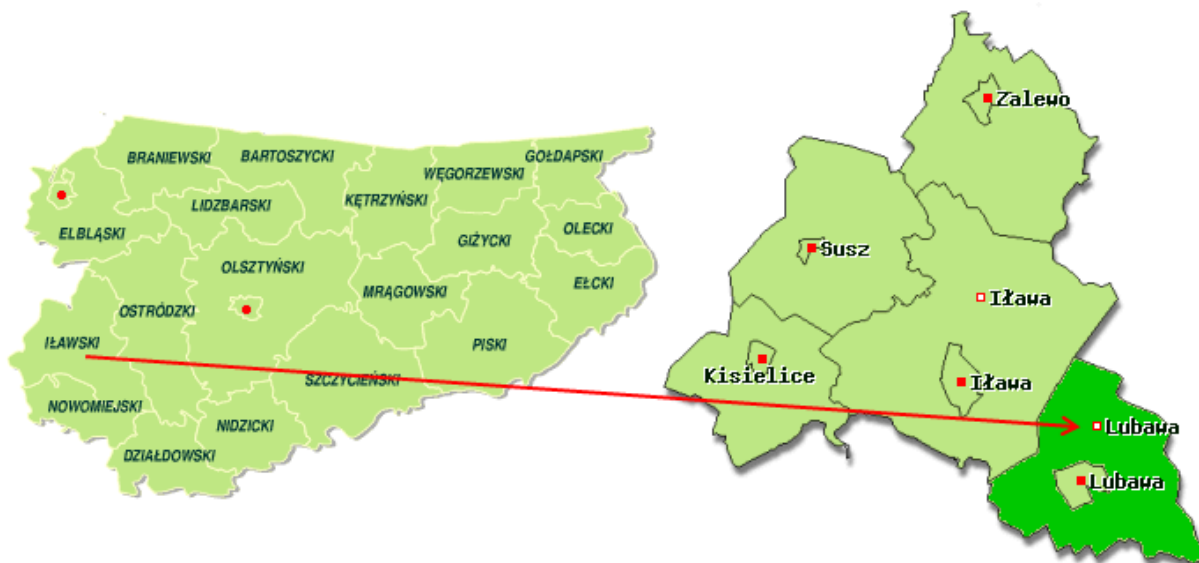 BRANIEWSKI
BARTOSZYCKI
GOŁDAPSKI
WĘGORZEWSKI
KĘTRZYŃSKI
LIDZBARSKI
ELBLĄSKI
GIŻYCKI
OLECKI
OLSZTYŃSKI
EŁCKI
MRĄGOWSKI
OSTRÓDZKI
IŁAWSKI
PISKI
SZCZYCIEŃSKI
NOWOMIEJSKI
NIDZICKI
DZIAŁDOWSKI
Zalewo
Susz
Iława
Kisielice
Iława
Lubawa
Lubawa